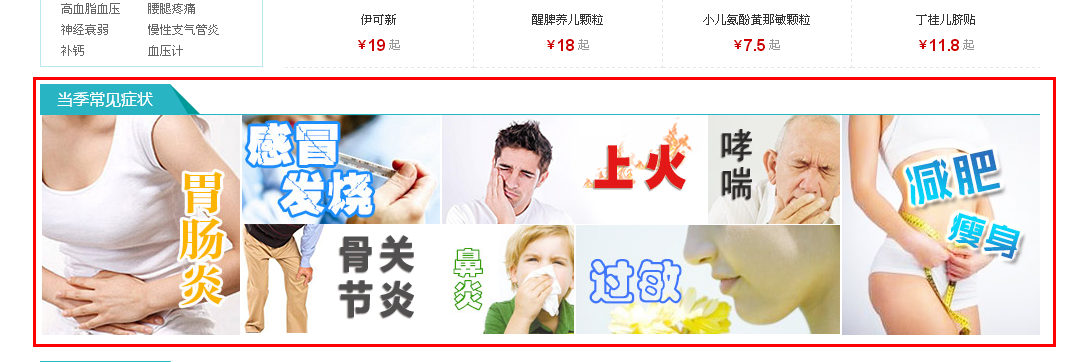 高血脂血压 腰腿疼痛
神经衰弱 慢性支气管炎
补钙 血压计
伊可新 醒脾养儿颗粒 小儿氨酚黄那敏颗粒 丁桂儿脐贴
¥19 起 ¥18 起 ¥7.5 起 ¥11.8 起
当季常见症状
胃肠炎
感冒
发烧
上火
哮喘
减肥
瘦身
骨关
节炎
鼻炎
过敏